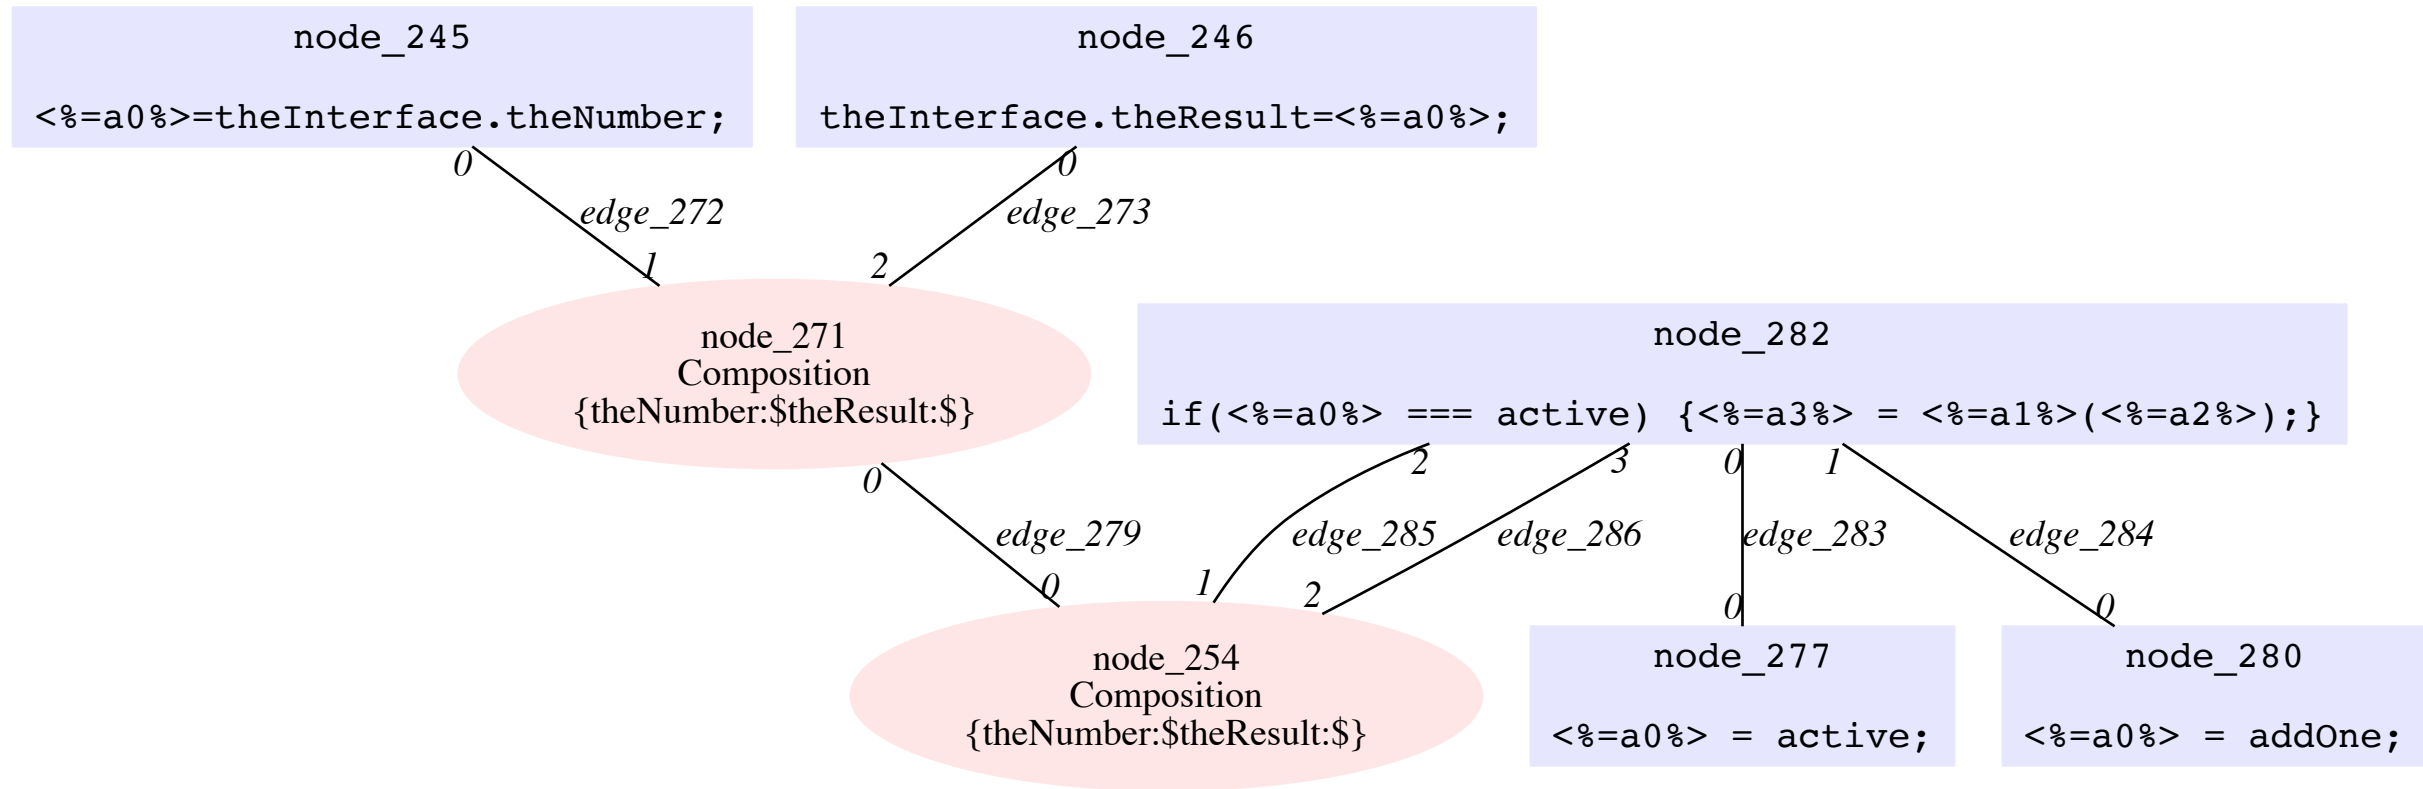 node_245
<%=a0%>=theInterface.theNumber;
node_246
theInterface.theResult=<%=a0%>;
0
0
edge_272
edge_273
1
2
node_271
Composition
{theNumber:$theResult:$}
node_282
if(<%=a0%> === active) {<%=a3%> = <%=a1%>(<%=a2%>);}
0
2
3
0
1
edge_279
edge_285
edge_286
edge_283
edge_284
0
1
2
0
0
node_254
Composition
{theNumber:$theResult:$}
node_277
<%=a0%> = active;
node_280
<%=a0%> = addOne;